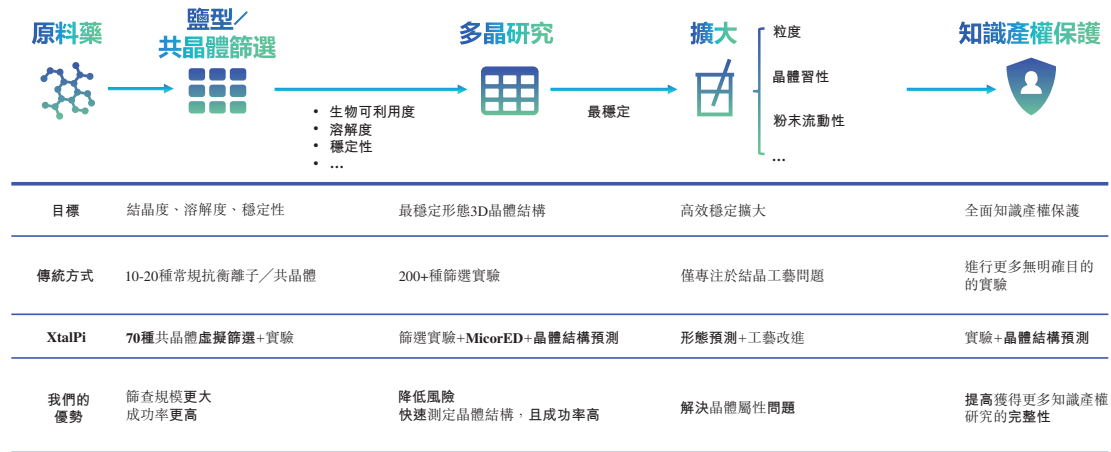 原料藥
鹽型／
共晶體篩選
多晶研究
擴大
知識產權保護
• 生物可利用度
• 溶解度
• 穩定性
• ...
最穩定
粒度
晶體習性
粉末流動性
...
目標
結晶度、溶解度、穩定性
最穩定形態3D晶體結構
高效穩定擴大
全面知識產權保護
傳統方式
10-20種常規抗衡離子／共晶體
200+種篩選實驗
僅專注於結晶工藝問題
進行更多無明確目的
的實驗
XtalPi
70種共晶體虛擬篩選+實驗
篩選實驗+MicorED+晶體結構預測
形態預測+工藝改進
實驗+晶體結構預測
我們的
優勢
篩查規模更大
成功率更高
降低風險
快速測定晶體結構，且成功率高
解決晶體屬性問題
提高獲得更多知識產權
研究的完整性